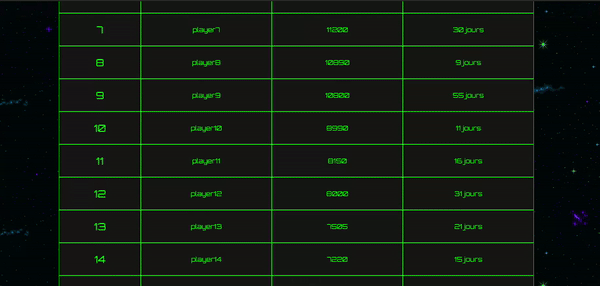 7 player7 11200 30 jours
8 player8 10890 9 jours
9 player9 10800 55 jours
10 player10 8990 11 jours
11 player11 8150 16 jours
12 player12 8000 31 jours
13 player13 7505 21 jours
14 player14 7220 15 jours